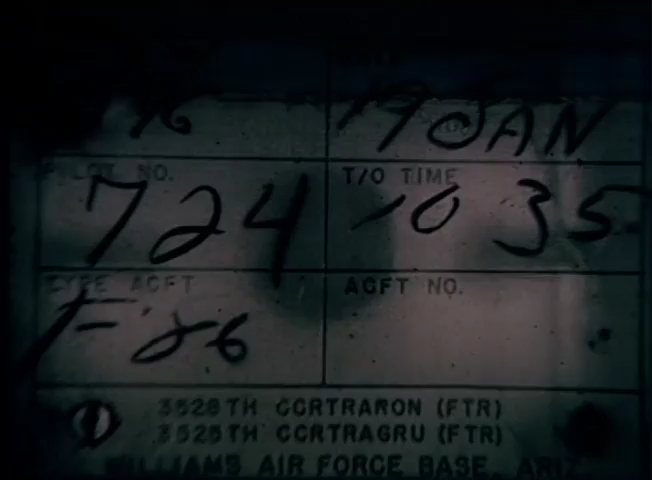 19 JAN
PILOT NO. T/O TIME
724 1035
TYPE ACFT ACFT NO.
F-86
3526TH CCRTRARON (FTR)
3525TH CCRTRAGRU (FTR)
WILLIAMS AIR FORCE BASE, ARIZ